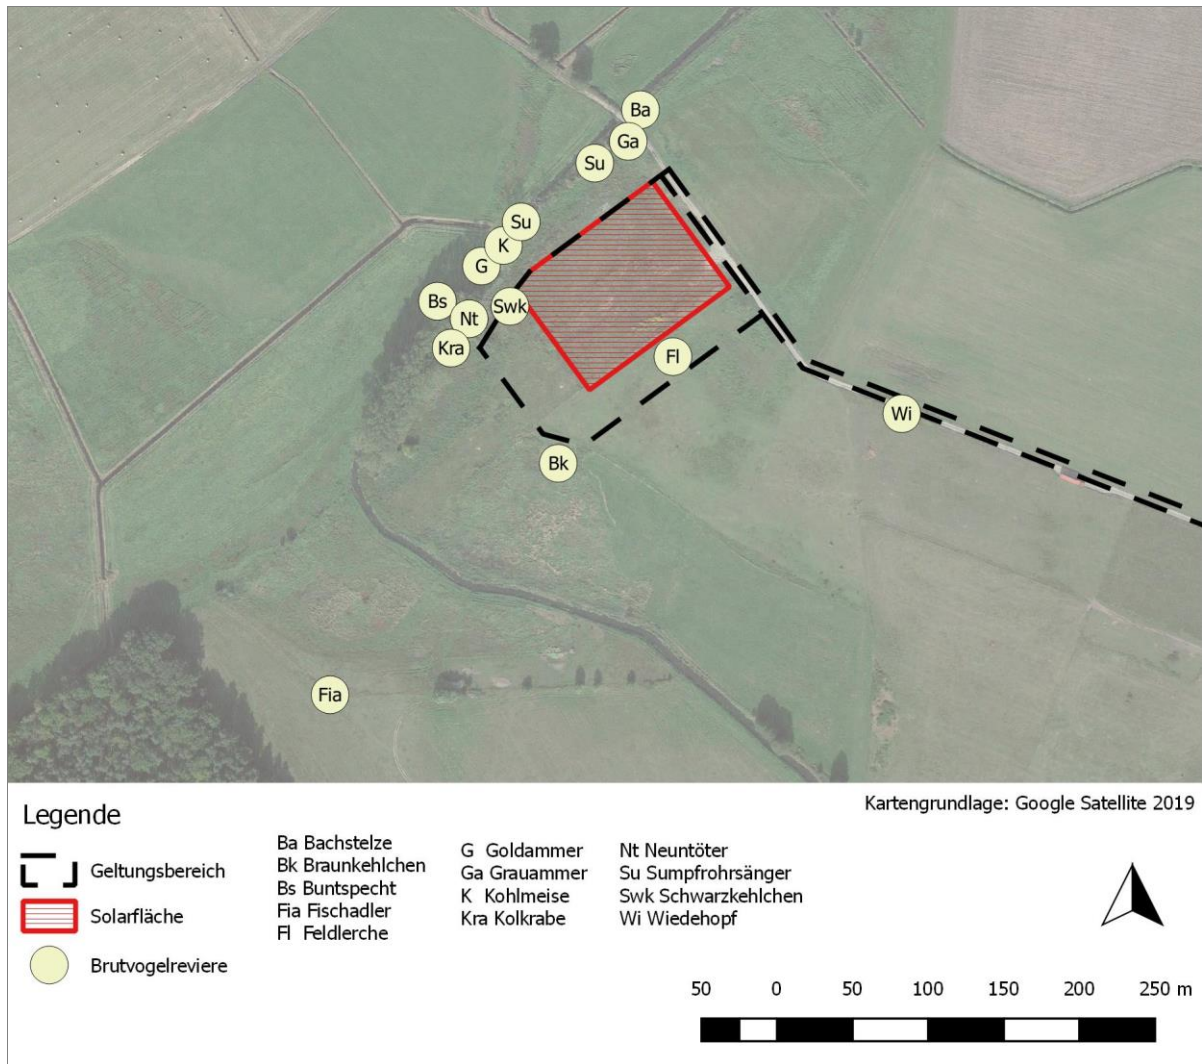 Ba
Ga
Su
Su
K
G
Bs
Swk
Nt
Kra
Fl
Wi
Bk
Fia
Kartengrundlage: Google Satellite 2019
Legende
Geltungsbereich
Solarfläche
Brutvogelreviere
Ba Bachstelze
Bk Braunkehlchen
Bs Buntspecht
Fia Fischadler
Fl Feldlerche
G Goldammer
Ga Grauammer
K Kohlmeise
Kra Kolkrabe
Nt Neuntöter
Su Sumpfrohrsänger
Swk Schwarzkehlchen
Wi Wiedehopf
50 0 50 100 150 200 250 m